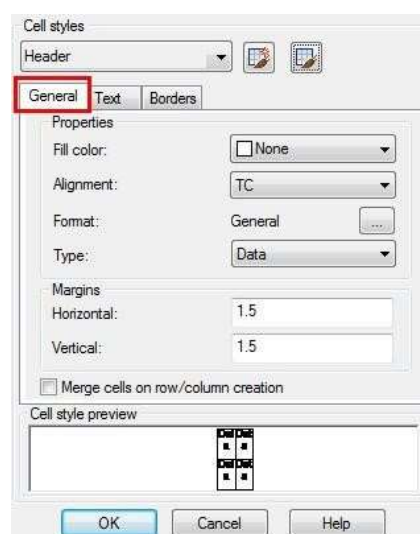 Cell styles
Header
General Text Borders
Properties
Fill color: None
Alignment: TC
Format: General ...
Type: Data
Margins
Horizontal: 1.5
Vertical: 1.5
Merge cells on row/column creation
Cell style preview
OK Cancel Help